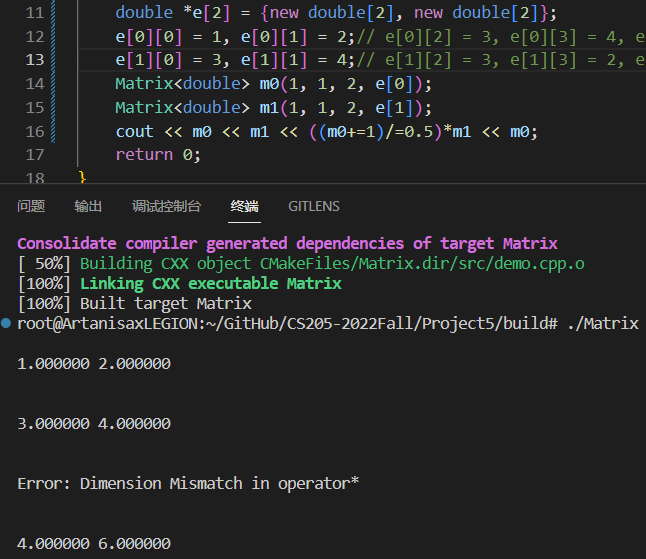 11 double *e[2] = {new double[2], new double[2]};
12 e[0][0] = 1, e[0][1] = 2;// e[0][2] = 3, e[0][3] = 4, e
13 e[1][0] = 3, e[1][1] = 4;// e[1][2] = 3, e[1][3] = 2, e
14 Matrix<double> m0(1, 1, 2, e[0]);
15 Matrix<double> m1(1, 1, 2, e[1]);
16 cout << m0 << m1 << ((m0+=1)/=0.5)*m1 << m0;
17 return 0;
18 }
问题 输出 调试控制台 终端 GITLENS
Consolidate compiler generated dependencies of target Matrix
[ 50%] Building CXX object CMakeFiles/Matrix.dir/src/demo.cpp.o
[100%] Linking CXX executable Matrix
[100%] Built target Matrix
root@ArtanisaxLEGION:~/GitHub/CS205-2022Fall/Project5/build# ./Matrix
1.000000 2.000000
3.000000 4.000000
Error: Dimension Mismatch in operator*
4.000000 6.000000